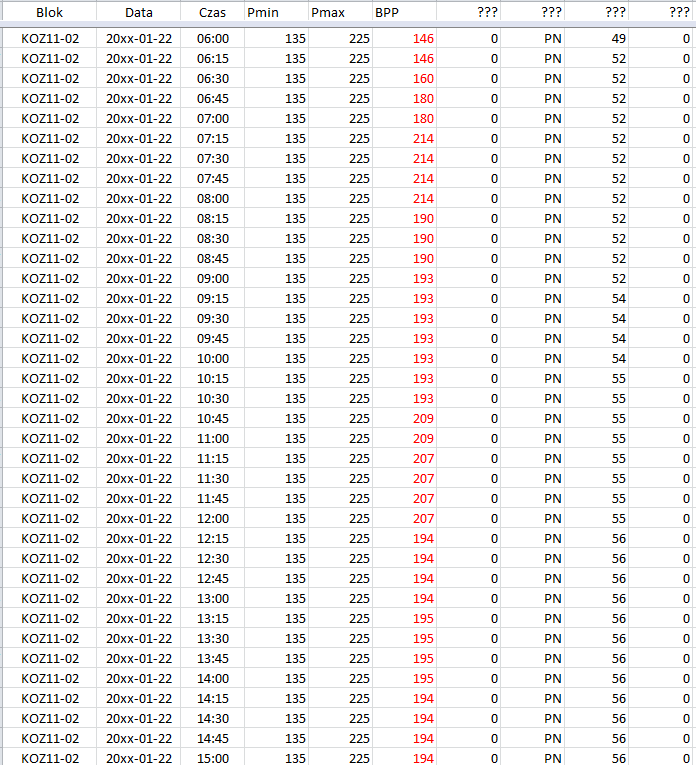 Blok Data Czas Pmin Pmax BPP ??? ??? ??? ???
KOZ11-02 20xx-01-22 06:00 135 225 146 0 PN 49 0
KOZ11-02 20xx-01-22 06:15 135 225 146 0 PN 52 0
KOZ11-02 20xx-01-22 06:30 135 225 160 0 PN 52 0
KOZ11-02 20xx-01-22 06:45 135 225 180 0 PN 52 0
KOZ11-02 20xx-01-22 07:00 135 225 180 0 PN 52 0
KOZ11-02 20xx-01-22 07:15 135 225 214 0 PN 52 0
KOZ11-02 20xx-01-22 07:30 135 225 214 0 PN 52 0
KOZ11-02 20xx-01-22 07:45 135 225 214 0 PN 52 0
KOZ11-02 20xx-01-22 08:00 135 225 214 0 PN 52 0
KOZ11-02 20xx-01-22 08:15 135 225 190 0 PN 52 0
KOZ11-02 20xx-01-22 08:30 135 225 190 0 PN 52 0
KOZ11-02 20xx-01-22 08:45 135 225 190 0 PN 52 0
KOZ11-02 20xx-01-22 09:00 135 225 193 0 PN 52 0
KOZ11-02 20xx-01-22 09:15 135 225 193 0 PN 54 0
KOZ11-02 20xx-01-22 09:30 135 225 193 0 PN 54 0
KOZ11-02 20xx-01-22 09:45 135 225 193 0 PN 54 0
KOZ11-02 20xx-01-22 10:00 135 225 193 0 PN 54 0
KOZ11-02 20xx-01-22 10:15 135 225 193 0 PN 55 0
KOZ11-02 20xx-01-22 10:30 135 225 193 0 PN 55 0
KOZ11-02 20xx-01-22 10:45 135 225 209 0 PN 55 0
KOZ11-02 20xx-01-22 11:00 135 225 209 0 PN 55 0
KOZ11-02 20xx-01-22 11:15 135 225 207 0 PN 55 0
KOZ11-02 20xx-01-22 11:30 135 225 207 0 PN 55 0
KOZ11-02 20xx-01-22 11:45 135 225 207 0 PN 55 0
KOZ11-02 20xx-01-22 12:00 135 225 207 0 PN 55 0
KOZ11-02 20xx-01-22 12:15 135 225 194 0 PN 56 0
KOZ11-02 20xx-01-22 12:30 135 225 194 0 PN 56 0
KOZ11-02 20xx-01-22 12:45 135 225 194 0 PN 56 0
KOZ11-02 20xx-01-22 13:00 135 225 194 0 PN 56 0
KOZ11-02 20xx-01-22 13:15 135 225 195 0 PN 56 0
KOZ11-02 20xx-01-22 13:30 135 225 195 0 PN 56 0
KOZ11-02 20xx-01-22 13:45 135 225 195 0 PN 56 0
KOZ11-02 20xx-01-22 14:00 135 225 195 0 PN 56 0
KOZ11-02 20xx-01-22 14:15 135 225 194 0 PN 56 0
KOZ11-02 20xx-01-22 14:30 135 225 194 0 PN 56 0
KOZ11-02 20xx-01-22 14:45 135 225 194 0 PN 56 0
KOZ11-02 20xx-01-22 15:00 135 225 194 0 PN 56 0